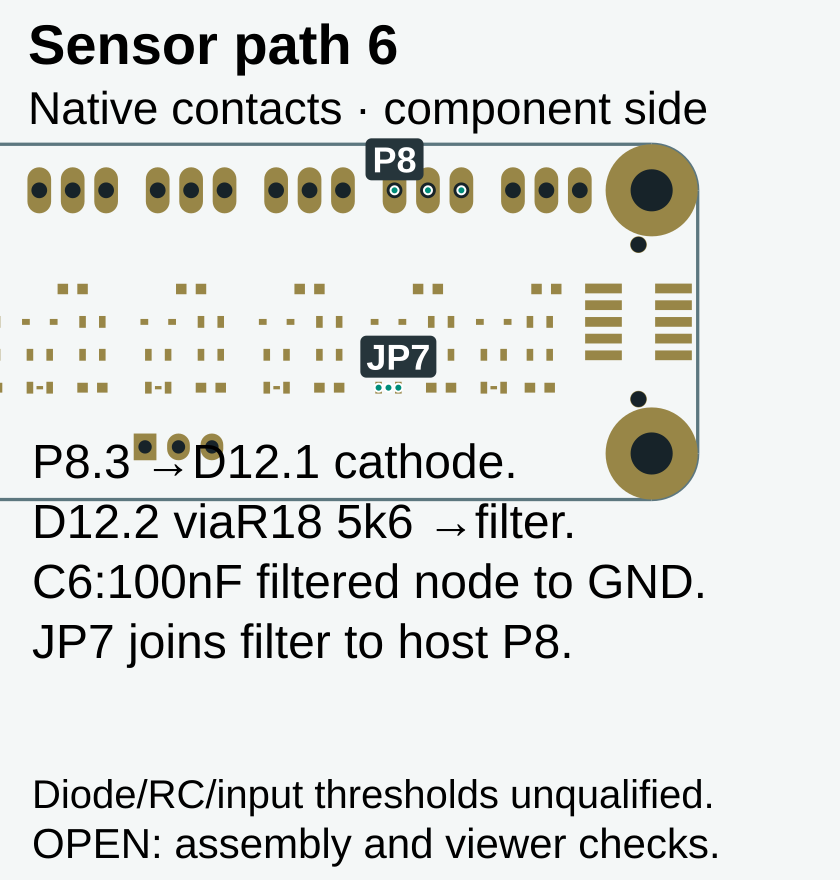 Sensor path 6
Native contacts · component side
P8
JP7
P8.3 →D12.1 cathode.
D12.2 viaR18 5k6 →filter.
C6:100nF filtered node to GND.
JP7 joins filter to host P8.
Diode/RC/input thresholds unqualified.
OPEN: assembly and viewer checks.